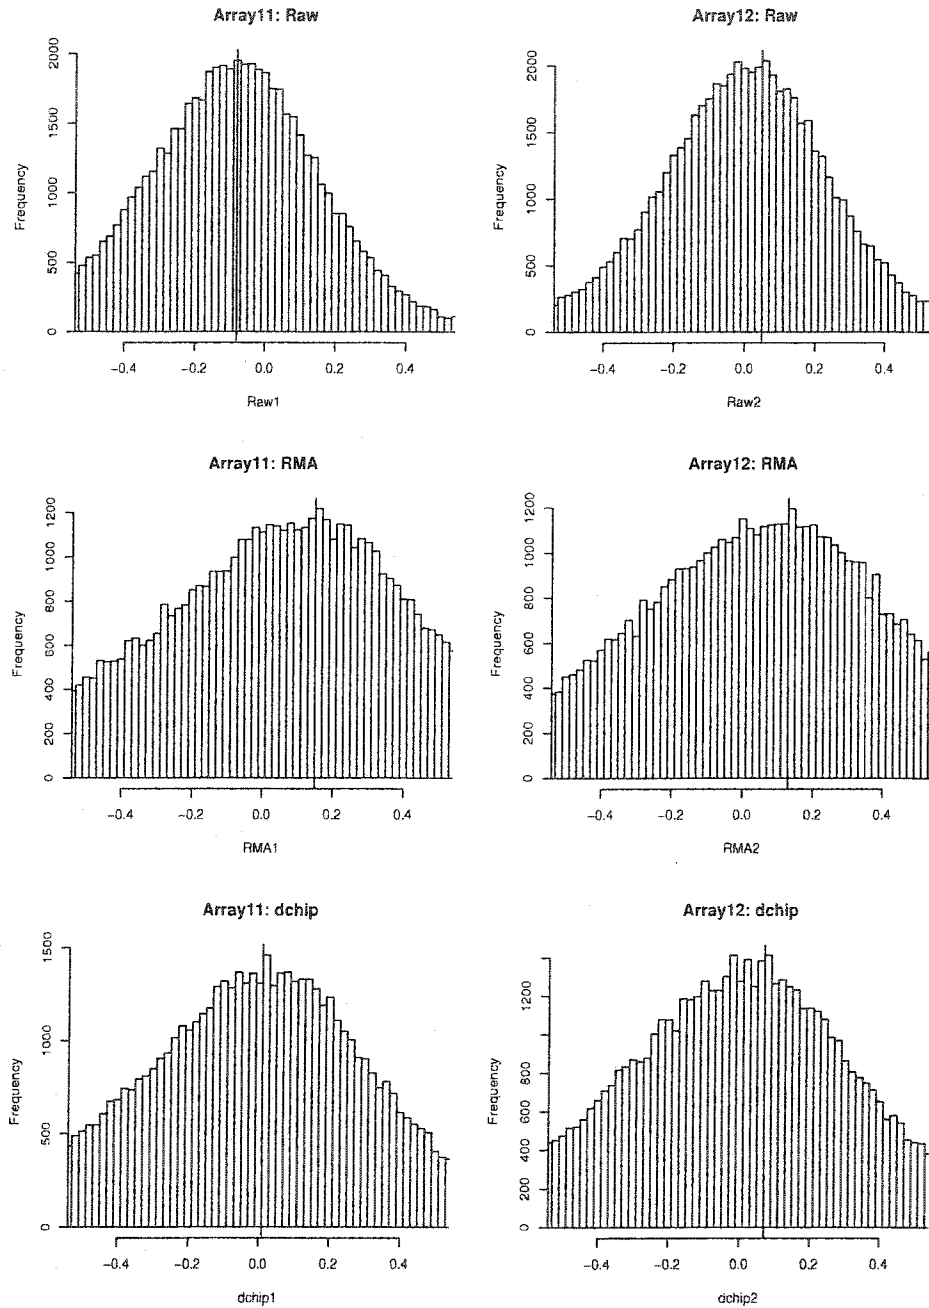 Array11: Raw
Array12: Raw
2000
1500
1000
500
0
Frequency
-0.4 -0.2 0.0 0.2 0.4
Raw1
2000
1500
1000
500
0
Frequency
-0.4 -0.2 0.0 0.2 0.4
Raw2
Array11: RMA
Array12: RMA
1200
1000
800
600
400
200
0
Frequency
-0.4 -0.2 0.0 0.2 0.4
RMA1
1200
1000
800
600
400
200
0
Frequency
-0.4 -0.2 0.0 0.2 0.4
RMA2
Array11: dchip
Array12: dchip
1500
1000
500
0
Frequency
-0.4 -0.2 0.0 0.2 0.4
dchip1
1200
800
600
400
200
0
Frequency
-0.4 -0.2 0.0 0.2 0.4
dchip2